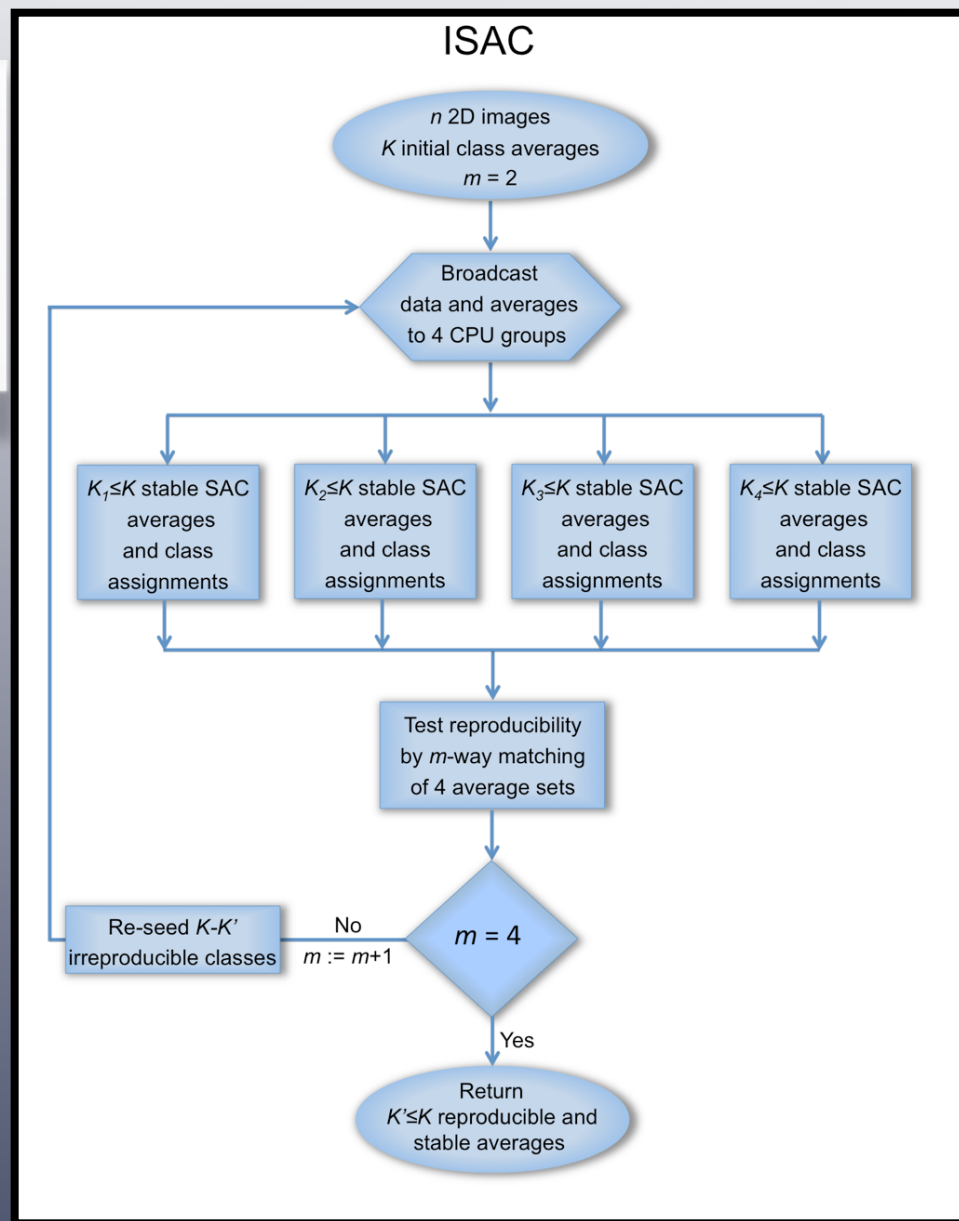 ISAC
n 2D images
K initial class averages
m = 2
Broadcast
data and averages
to 4 CPU groups
K₁≤K stable SAC
averages
and class
assignments
K₂≤K stable SAC
averages
and class
assignments
K₃≤K stable SAC
averages
and class
assignments
K₄≤K stable SAC
averages
and class
assignments
Test reproducibility
by m-way matching
of 4 average sets
m = 4
No
m := m+1
Re-seed K-K’
irreproducible classes
Yes
Return
K’≤K reproducible and
stable averages